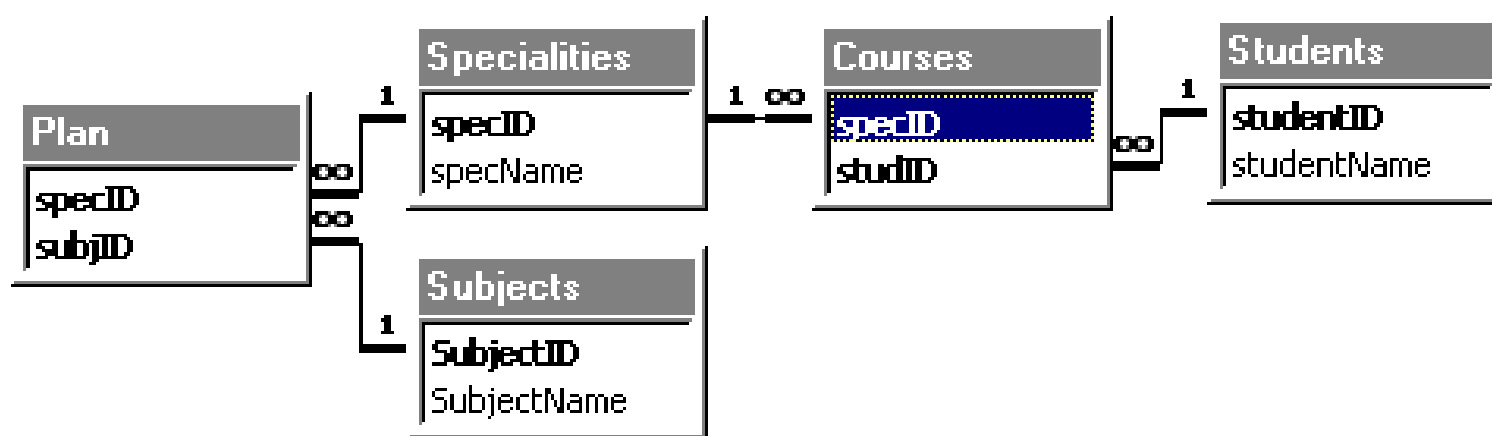 Plan
specID
subjID
1
∞
∞
1
Specialities
specID
specName
Subjects
SubjectID
SubjectName
1 ∞
Courses
specID
studID
1
∞
Students
studentID
studentName